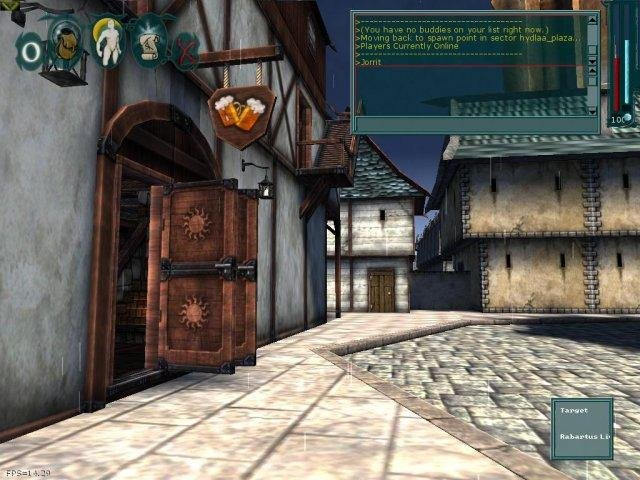 >--------------------------------------------
>(You have no buddies on your list right now.)
>Moving back to spawn point in sector hydlaa_plaza...
>Players Currently Online
>--------------------------------------------
>Jorrit
100
Target
Rabartus Li
FPS=14.29